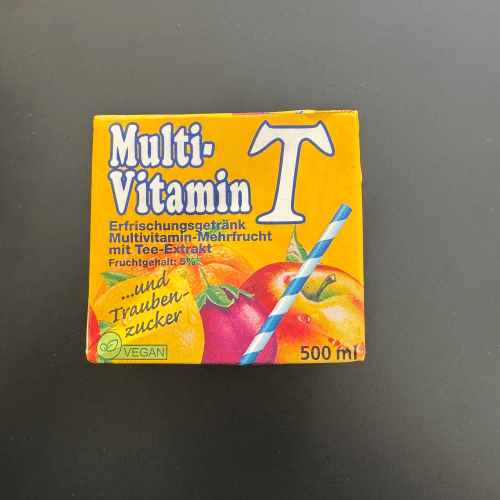 Multi-
Vitamin
T
Erfrischungsgetränk
Multivitamin-Mehrfrucht
mit Tee-Extrakt
Fruchtgehalt: 5%
...und
Trauben-
zucker
VEGAN
500 ml